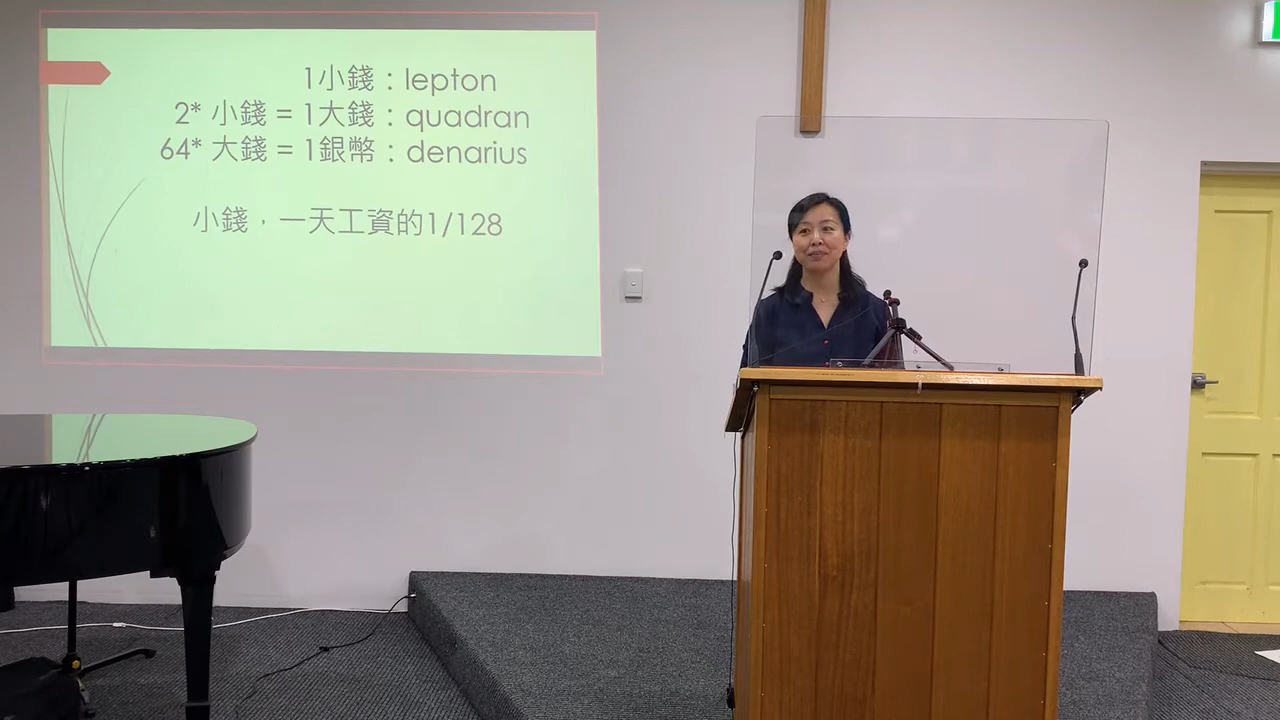 1小錢：lepton
2* 小錢 = 1大錢：quadran
64* 大錢 = 1銀幣：denarius
小錢，一天工資的1/128